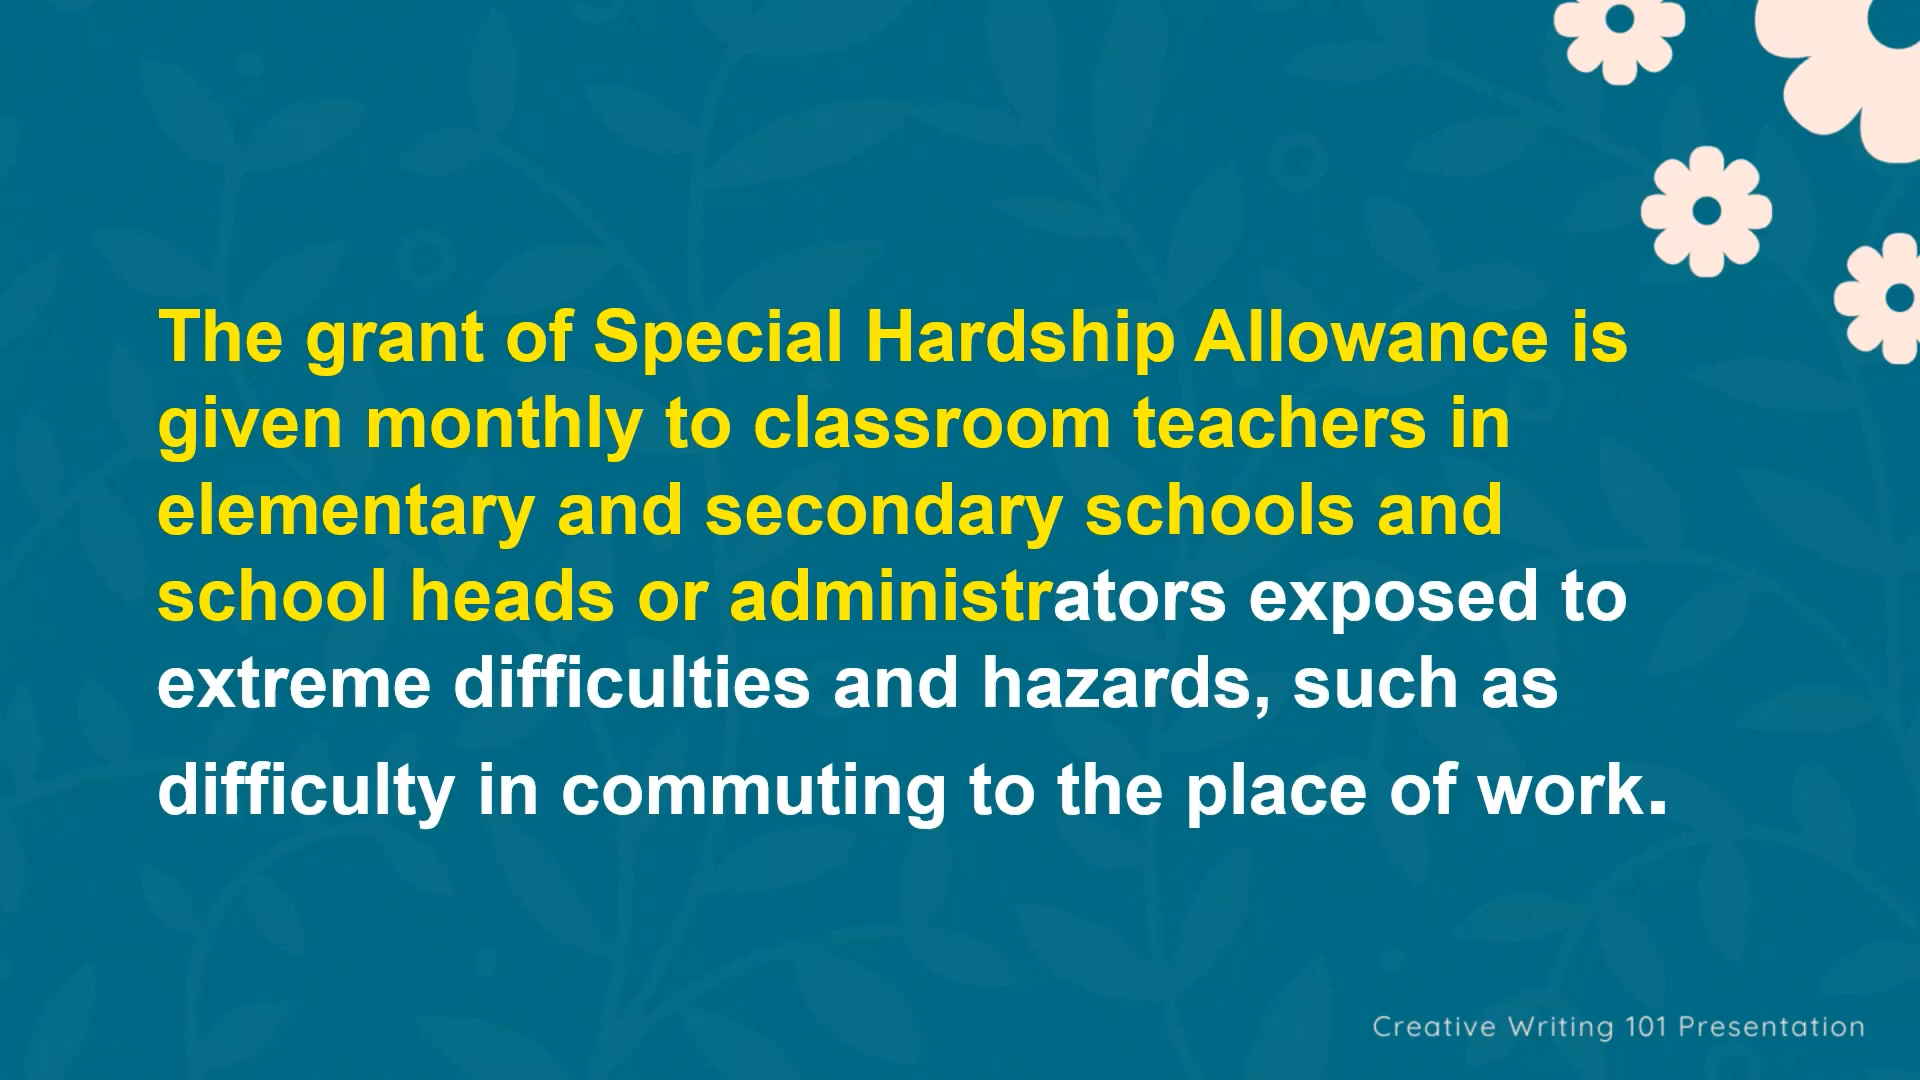 The grant of Special Hardship Allowance is
given monthly to classroom teachers in
elementary and secondary schools and
school heads or administrators exposed to
extreme difficulties and hazards, such as
difficulty in commuting to the place of work.
Creative Writing 101 Presentation